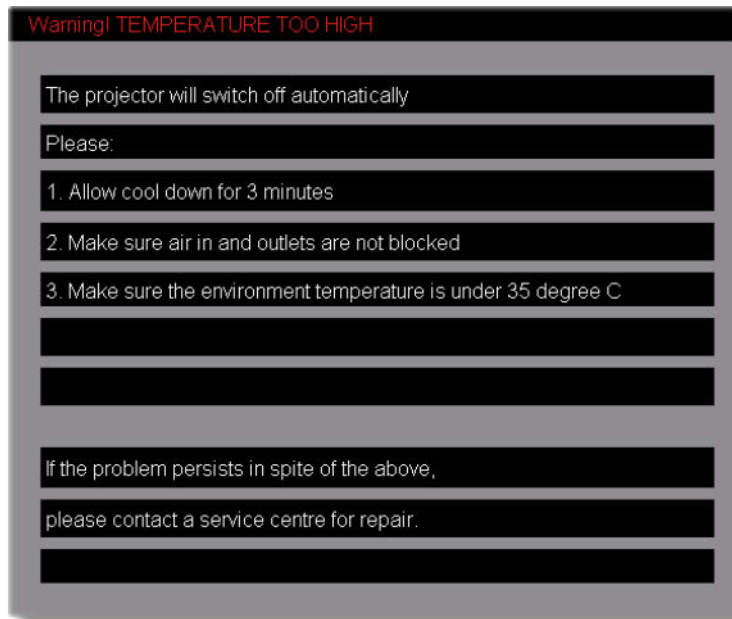 Warning! TEMPERATURE TOO HIGH
The projector will switch off automatically
Please:
1. Allow cool down for 3 minutes
2. Make sure air in and outlets are not blocked
3. Make sure the environment temperature is under 35 degree C
If the problem persists in spite of the above,
please contact a service centre for repair.